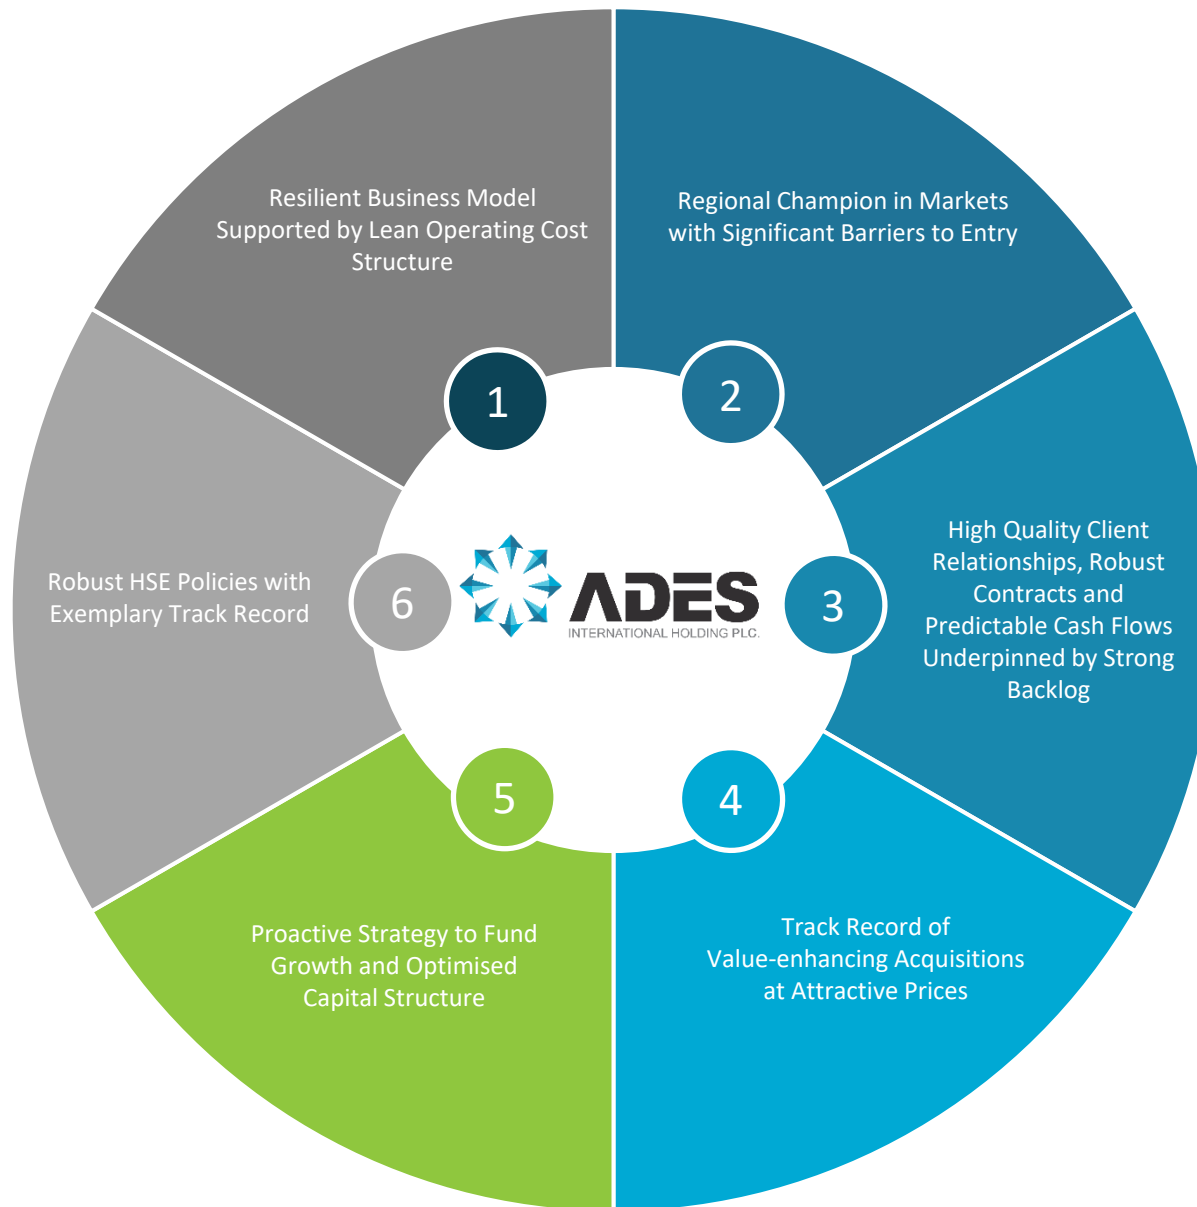 Resilient Business Model
Supported by Lean Operating Cost
Structure
1
Regional Champion in Markets
with Significant Barriers to Entry
2
High Quality Client
Relationships, Robust
Contracts and
Predictable Cash Flows
Underpinned by Strong
Backlog
3
Track Record of
Value-enhancing Acquisitions
at Attractive Prices
4
Proactive Strategy to Fund
Growth and Optimised
Capital Structure
5
Robust HSE Policies with
Exemplary Track Record
6
ADES
INTERNATIONAL HOLDING PLC.